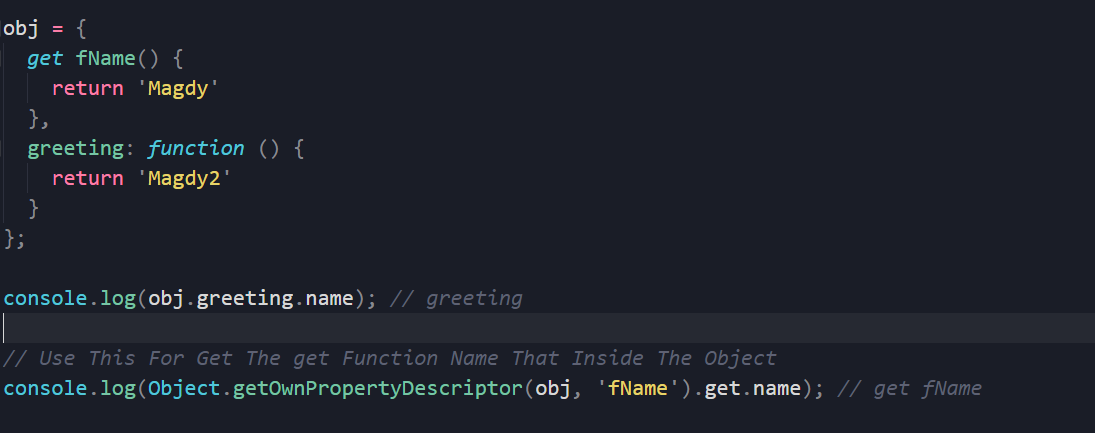 obj = {
  get fName() {
    return 'Magdy'
  },
  greeting: function () {
    return 'Magdy2'
  }
};
console.log(obj.greeting.name); // greeting
// Use This For Get The get Function Name That Inside The Object
console.log(Object.getOwnPropertyDescriptor(obj, 'fName').get.name); // get fName